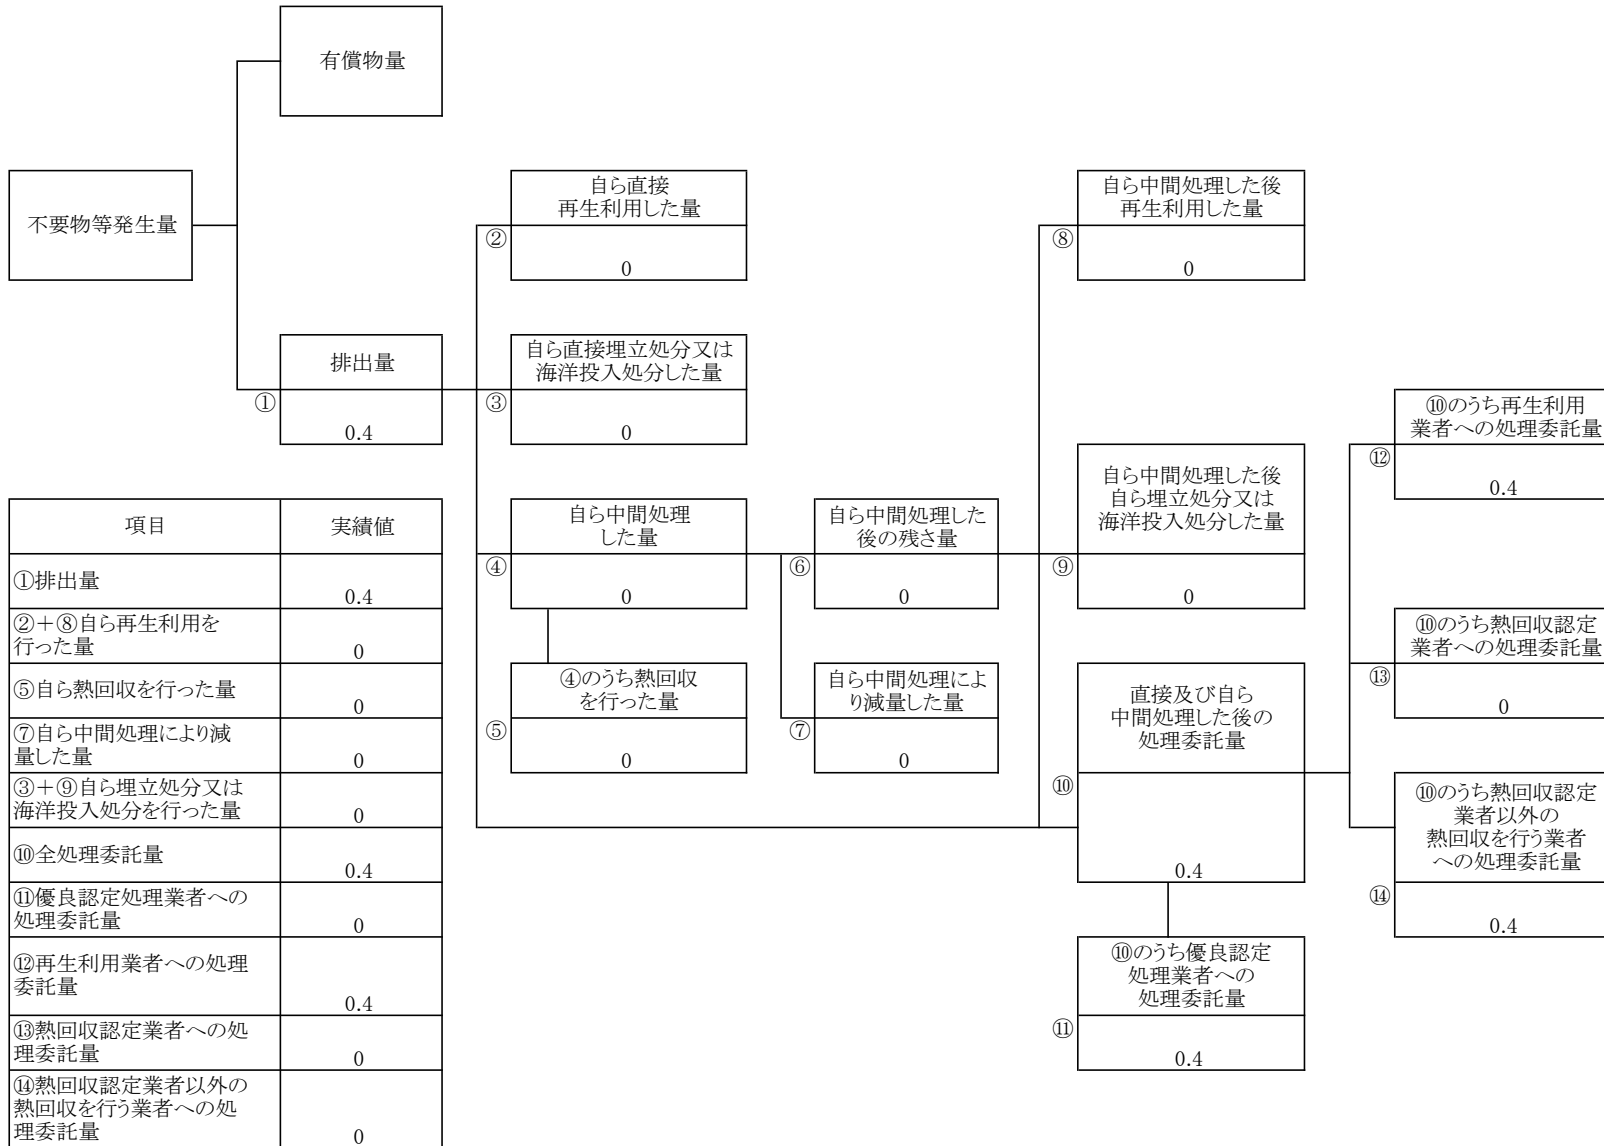 有償物量
不要物等発生量
自ら直接
再生利用した量
②
0
自ら中間処理した後
再生利用した量
⑧
0
排出量
①
0.4
自ら直接埋立処分又は
海洋投入処分した量
③
0
自ら中間処理
した量
④
0
自ら中間処理した
後の残さ量
⑥
0
自ら中間処理した後
自ら埋立処分又は
海洋投入処分した量
⑨
0
⑩のうち再生利用
業者への処理委託量
⑫
0.4
④のうち熱回収
を行った量
⑤
0
自ら中間処理によ
り減量した量
⑦
0
直接及び自ら
中間処理した後の
処理委託量
⑩
0.4
⑩のうち熱回収認定
業者への処理委託量
⑬
0
⑩のうち熱回収認定
業者以外の
熱回収を行う業者
への処理委託量
⑭
0.4
⑩のうち優良認定
処理業者への
処理委託量
⑪
0.4
項目 実績値
①排出量
0.4
②＋⑧自ら再生利用を
行った量
0
⑤自ら熱回収を行った量
0
⑦自ら中間処理により減
量した量
0
③＋⑨自ら埋立処分又は
海洋投入処分を行った量
0
⑩全処理委託量
0.4
⑪優良認定処理業者への
処理委託量
0
⑫再生利用業者への処理
委託量
0.4
⑬熱回収認定業者への処
理委託量
0
⑭熱回収認定業者以外の
熱回収を行う業者への処
理委託量
0